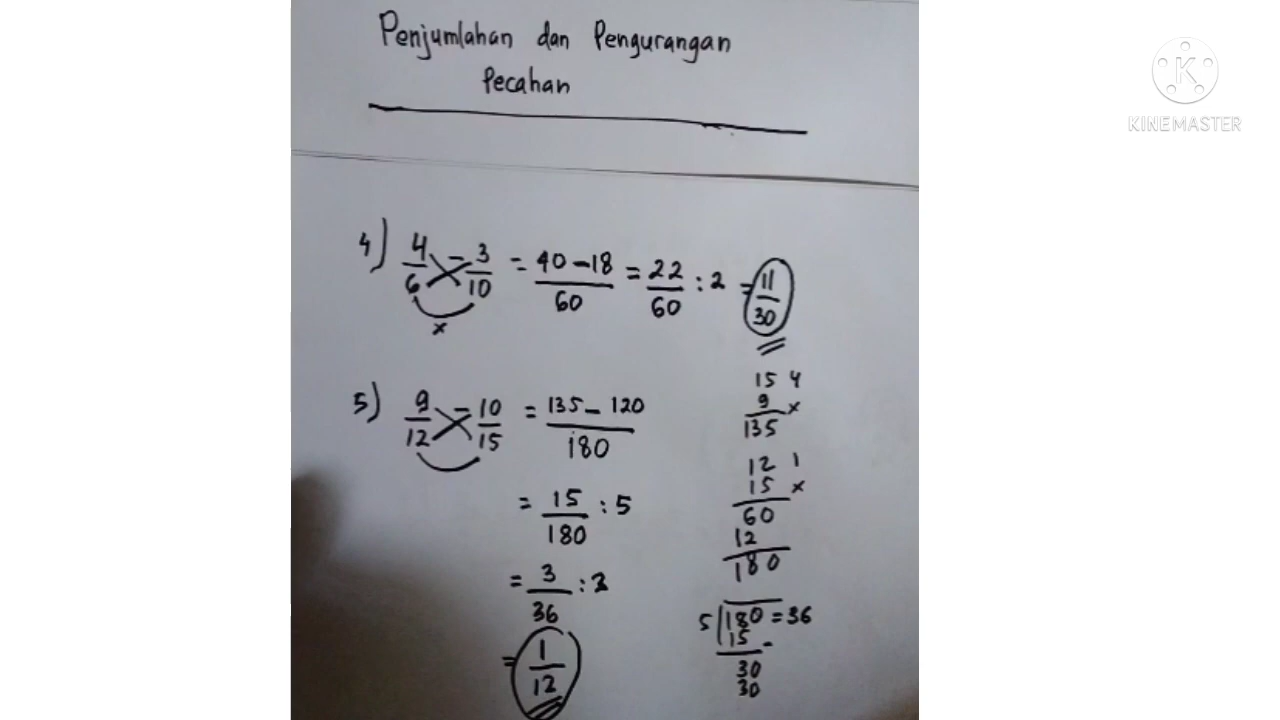 Penjumlahan dan Pengurangan
Pecahan
KINEMASTER
4) 4/6 - 3/10 = 40 - 18/60 = 22/60 : 2 = 11/30
x
5) 9/12 - 10/15 = 135 - 120/180
= 15/180 : 5
= 3/36 : 3
= 1/12
15 4
9 x
135
12 1
15 x
60
12
180
5 180 = 36
15 -
30
30